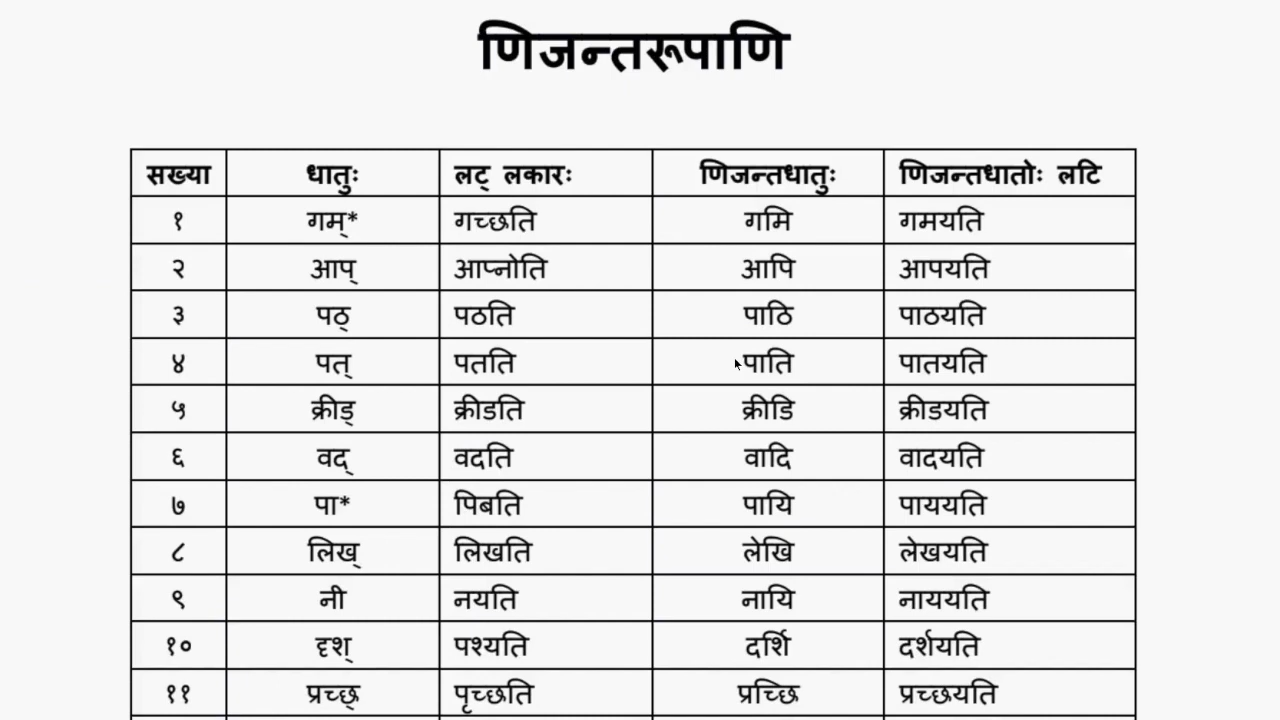 णिजन्तरूपाणि
सख्या धातुः लट् लकारः णिजन्तधातुः णिजन्तधातोः लटि
१ गम्* गच्छति गमि गमयति
२ आप् आप्नोति आपि आपयति
३ पठ् पठति पाठि पाठयति
४ पत् पतति पाति पातयति
५ क्रीड् क्रीडति क्रीडि क्रीडयति
६ वद् वदति वादि वादयति
७ पा* पिबति पायि पाययति
८ लिख् लिखति लेखि लेखयति
९ नी नयति नायि नाययति
१० दृश् पश्यति दर्शि दर्शयति
११ प्रच्छ् पृच्छति प्रच्छि प्रच्छयति